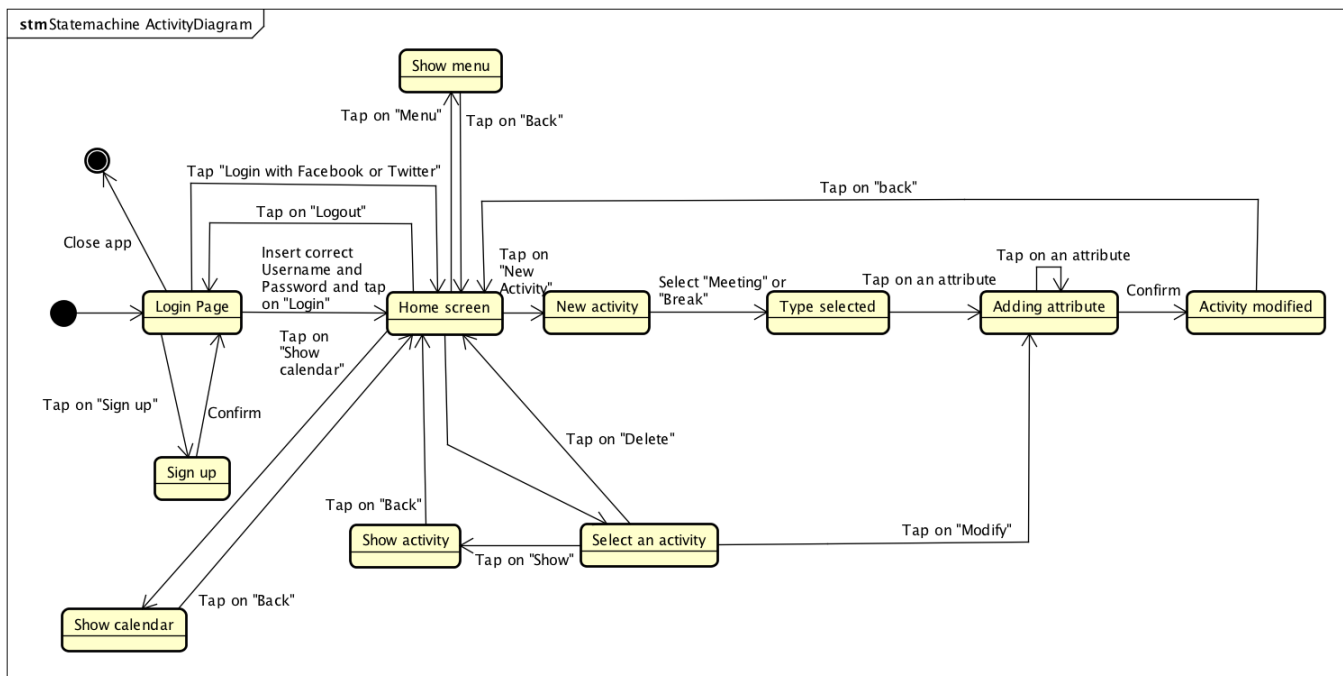 stm Statemachine ActivityDiagram
Show menu
Tap on "Menu"
Tap on "Back"
Tap "Login with Facebook or Twitter"
Tap on "back"
Tap on "Logout"
Close app
Insert correct
Username and
Password and tap
on "Login"
Tap on
"New
Activity"
Select "Meeting" or
"Break"
Tap on an attribute
Tap on an attribute
Confirm
Login Page
Home screen
New activity
Type selected
Adding attribute
Activity modified
Tap on
"Show
calendar"
Tap on "Sign up"
Confirm
Tap on "Delete"
Sign up
Tap on "Back"
Show activity
Tap on "Show"
Select an activity
Tap on "Modify"
Tap on "Back"
Show calendar